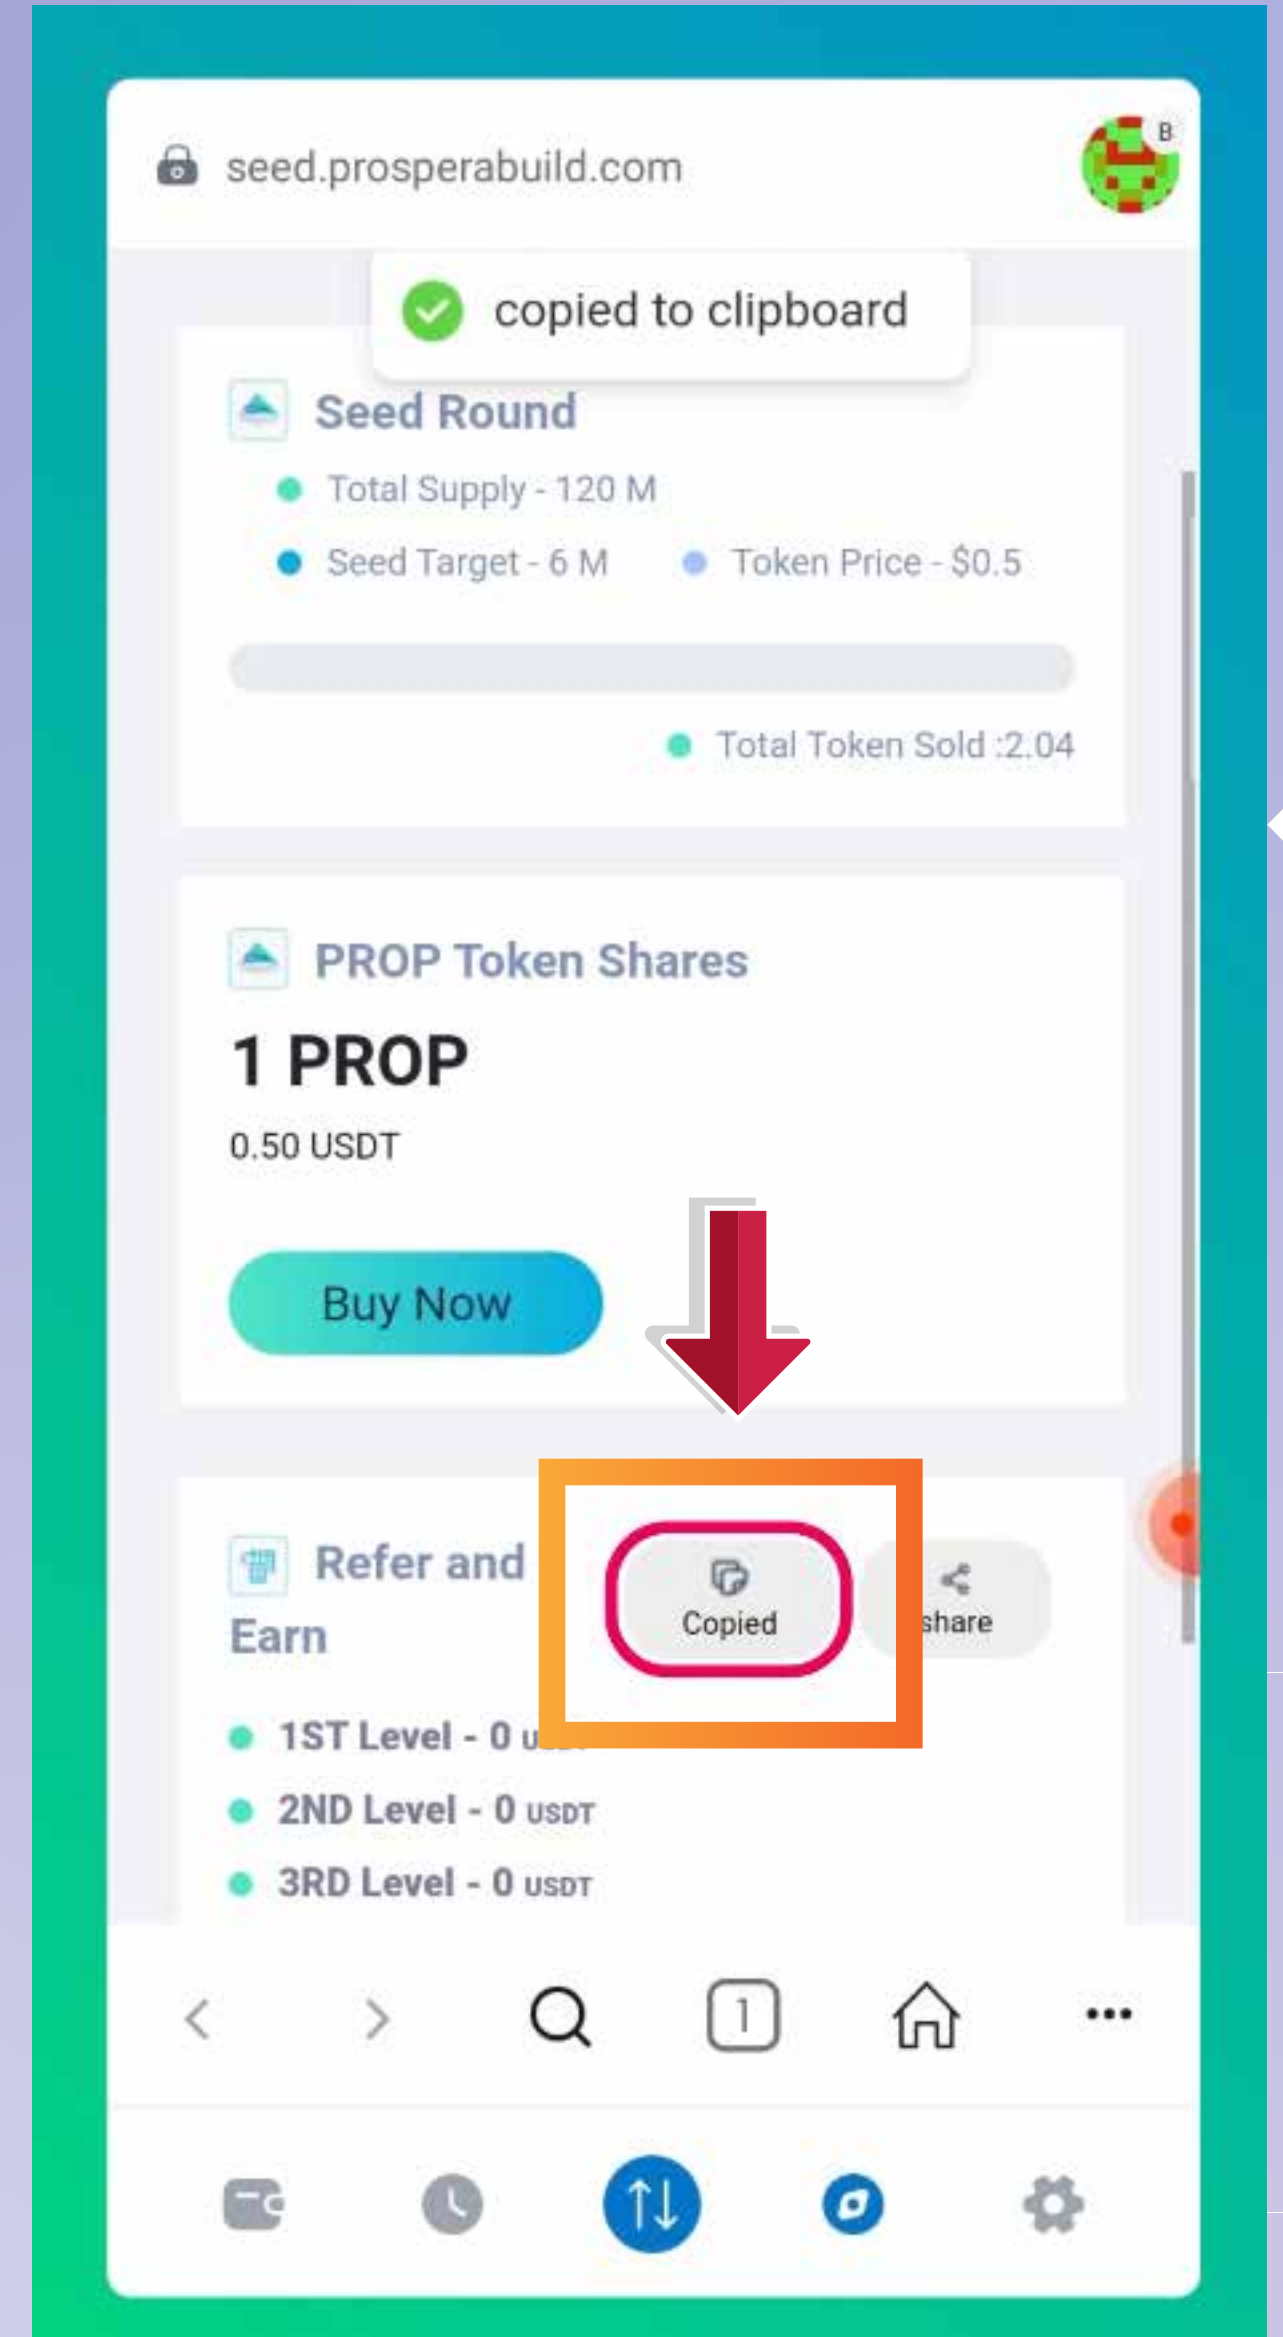 seed.prosperabuild.com
B
copied to clipboard
Seed Round
Total Supply - 120 M
Seed Target - 6 M
Token Price - $0.5
Total Token Sold :2.04
PROP Token Shares
1 PROP
0.50 USDT
Buy Now
Refer and
Earn
Copied
share
1ST Level - 0
2ND Level - 0 USDT
3RD Level - 0 USDT
1